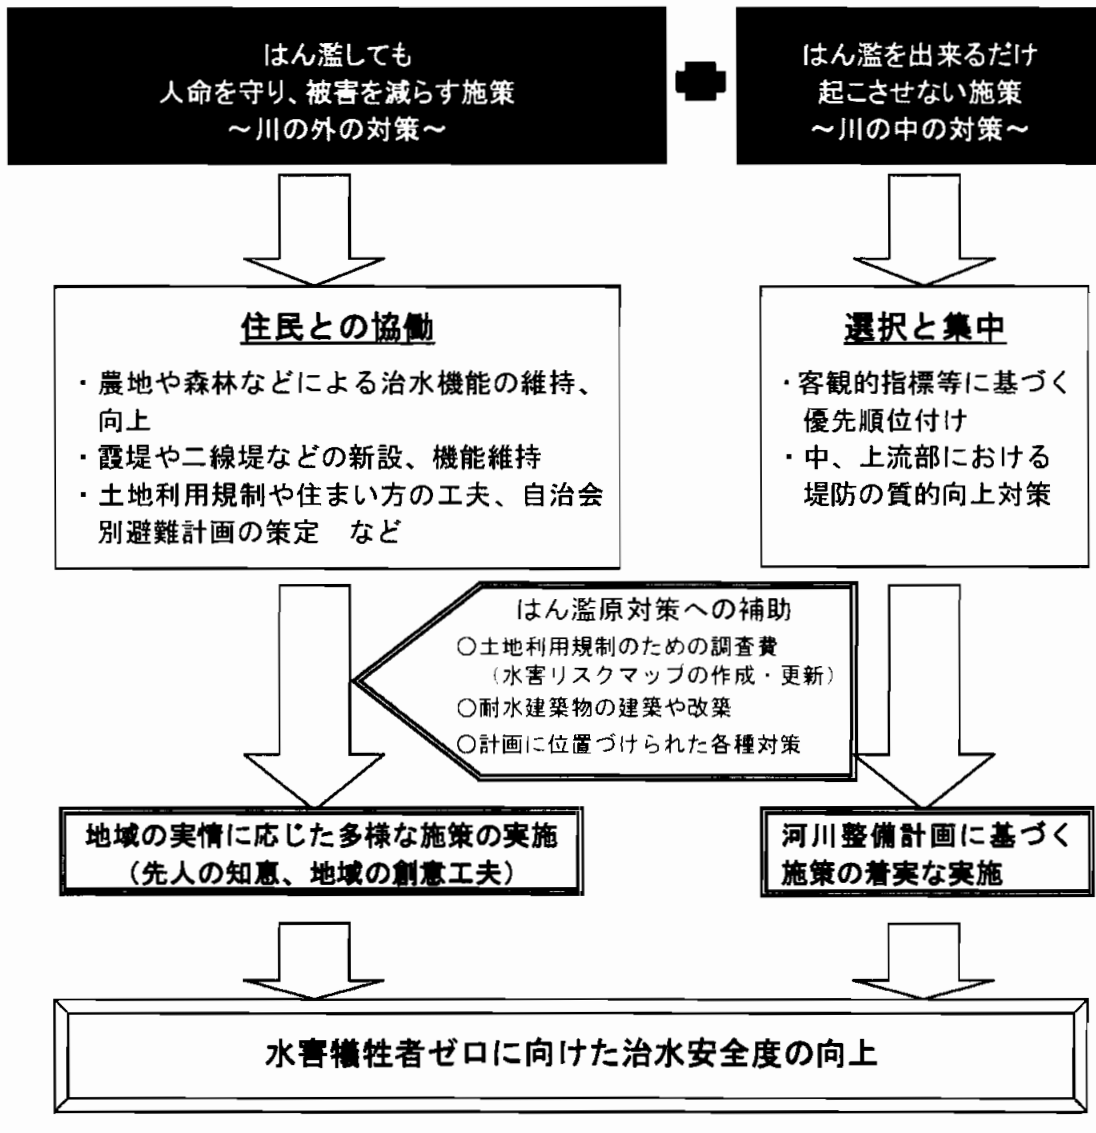 はん濫しても
人命を守り、被害を減らす施策
～川の外の対策～
はん濫を出来るだけ
起こさせない施策
～川の中の対策～
住民との協働
・農地や森林などによる治水機能の維持、
向上
・霞堤や二線堤などの新設、機能維持
・土地利用規制や住まい方の工夫、自治会
別避難計画の策定　など
選択と集中
・客観的指標等に基づく
優先順位付け
・中、上流部における
堤防の質的向上対策
はん濫原対策への補助
○土地利用規制のための調査費
（水害リスクマップの作成・更新）
○耐水建築物の建築や改築
○計画に位置づけられた各種対策
地域の実情に応じた多様な施策の実施
（先人の知恵、地域の創意工夫）
河川整備計画に基づく
施策の着実な実施
水害犠牲者ゼロに向けた治水安全度の向上